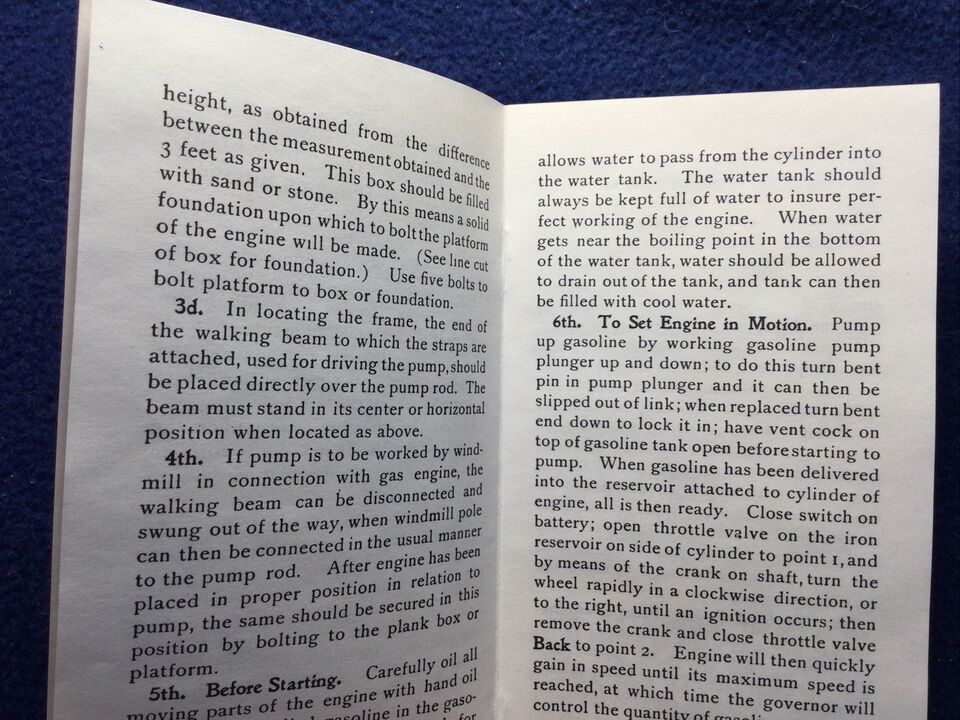 height, as obtained from the difference
between the measurement obtained and the
3 feet as given. This box should be filled
with sand or stone. By this means a solid
foundation upon which to bolt the platform
of the engine will be made. (See line cut
of box for foundation.) Use five bolts to
bolt platform to box or foundation.
3d. In locating the frame, the end of
the walking beam to which the straps are
attached, used for driving the pump, should
be placed directly over the pump rod. The
beam must stand in its center or horizontal
position when located as above.
4th. If pump is to be worked by wind-
mill in connection with gas engine, the
walking beam can be disconnected and
swung out of the way, when windmill pole
can then be connected in the usual manner
to the pump rod. After engine has been
placed in proper position in relation to
pump, the same should be secured in this
position by bolting to the plank box or
platform.
5th. Before Starting. Carefully oil all
moving parts of the engine with hand oil
gasoline in the gaso-
for
allows water to pass from the cylinder into
the water tank. The water tank should
always be kept full of water to insure per-
fect working of the engine. When water
gets near the boiling point in the bottom
of the water tank, water should be allowed
to drain out of the tank, and tank can then
be filled with cool water.
6th. To Set Engine in Motion. Pump
up gasoline by working gasoline pump
plunger up and down; to do this turn bent
pin in pump plunger and it can then be
slipped out of link; when replaced turn bent
end down to lock it in; have vent cock on
top of gasoline tank open before starting to
pump. When gasoline has been delivered
into the reservoir attached to cylinder of
engine, all is then ready. Close switch on
battery; open throttle valve on the iron
reservoir on side of cylinder to point 1, and
by means of the crank on shaft, turn the
wheel rapidly in a clockwise direction, or
to the right, until an ignition occurs; then
remove the crank and close throttle valve
Back to point 2. Engine will then quickly
gain in speed until its maximum speed is
reached, at which time the governor will
control the quantity of